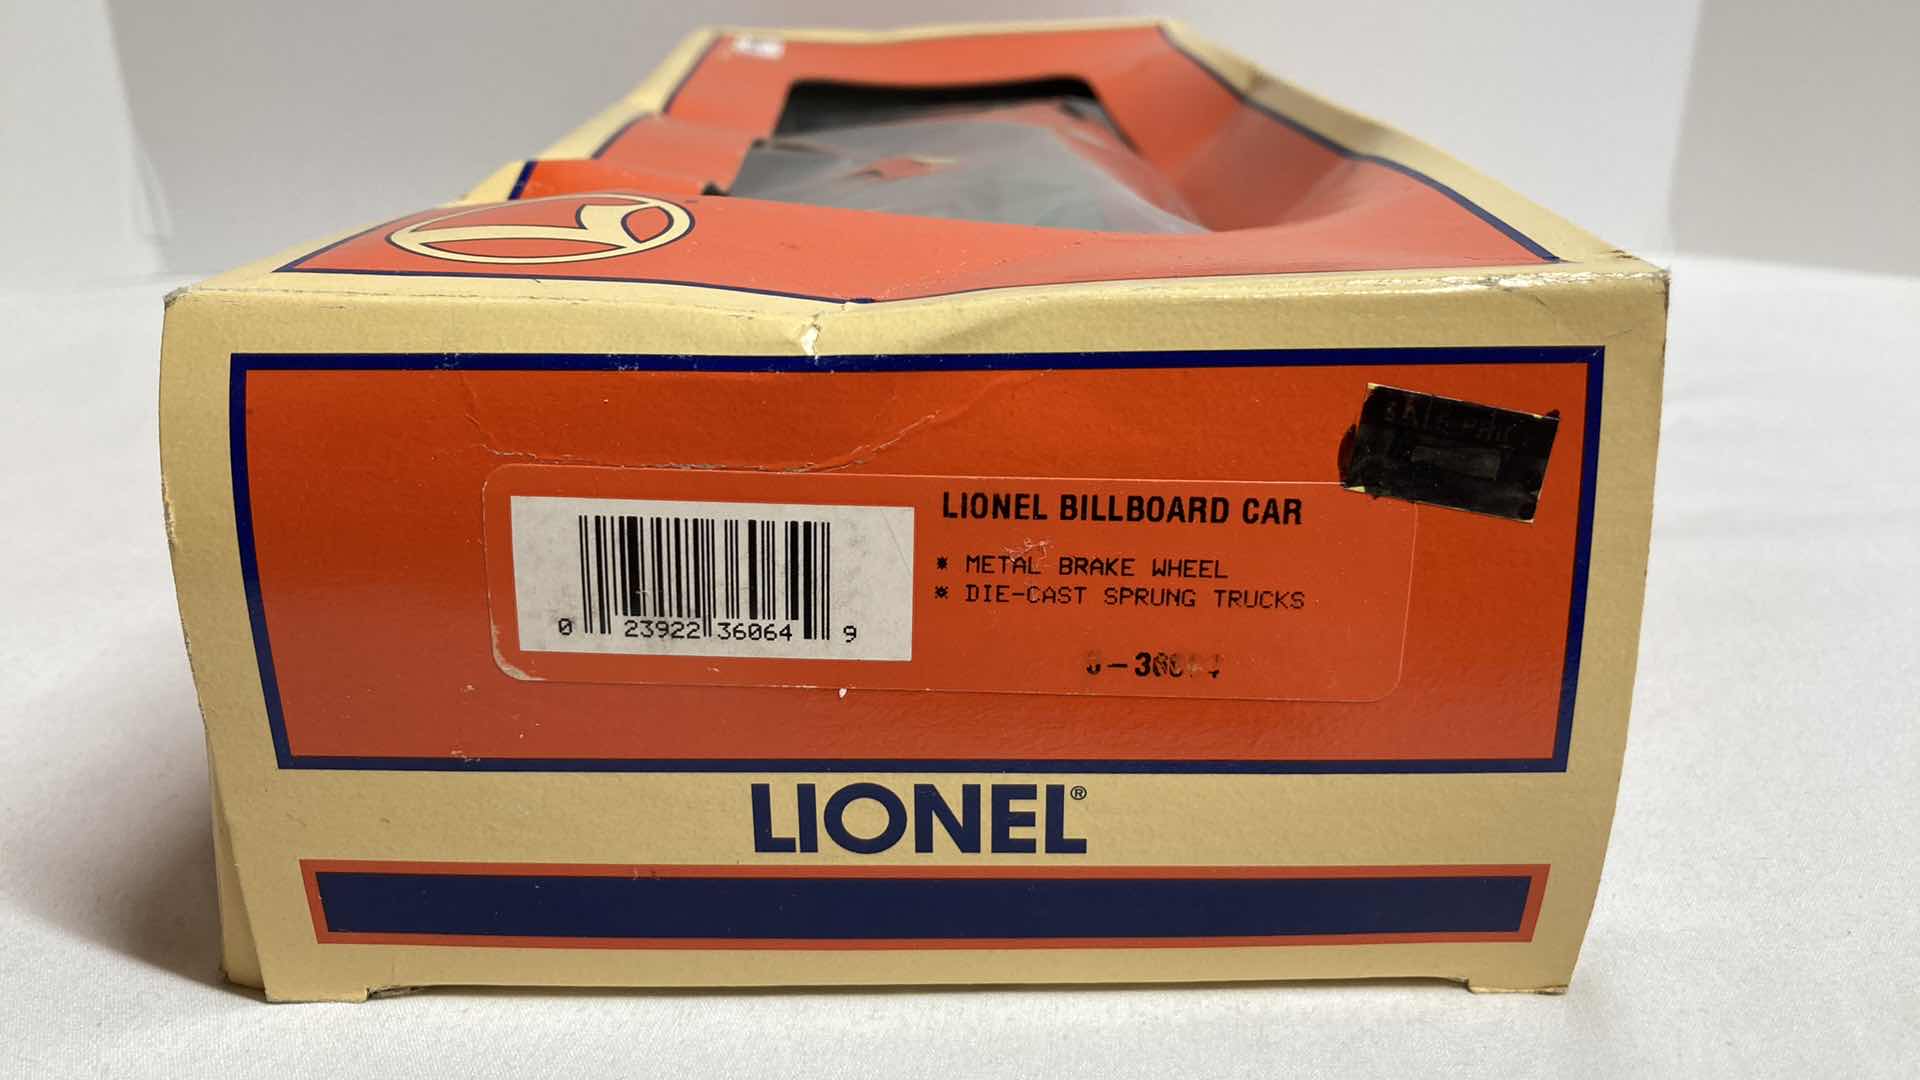 LIONEL BILLBOARD CAR
* METAL BRAKE WHEEL
* DIE-CAST SPRUNG TRUCKS
0 23922 36064 9
LIONEL®